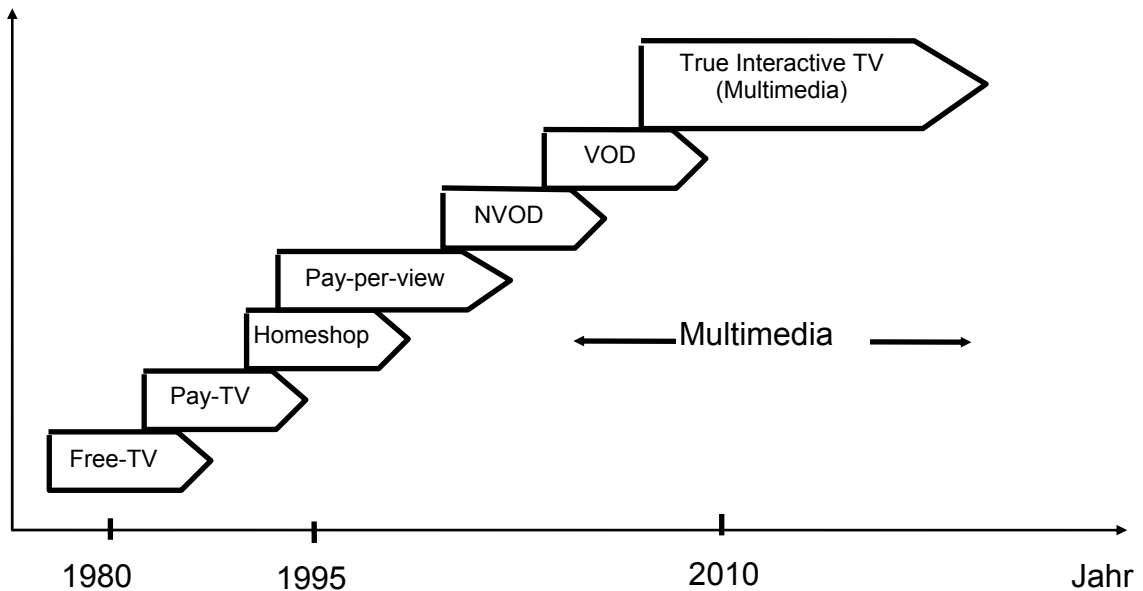 True Interactive TV
(Multimedia)
VOD
NVOD
Pay-per-view
Homeshop
Multimedia
Pay-TV
Free-TV
1980
1995
2010
Jahr